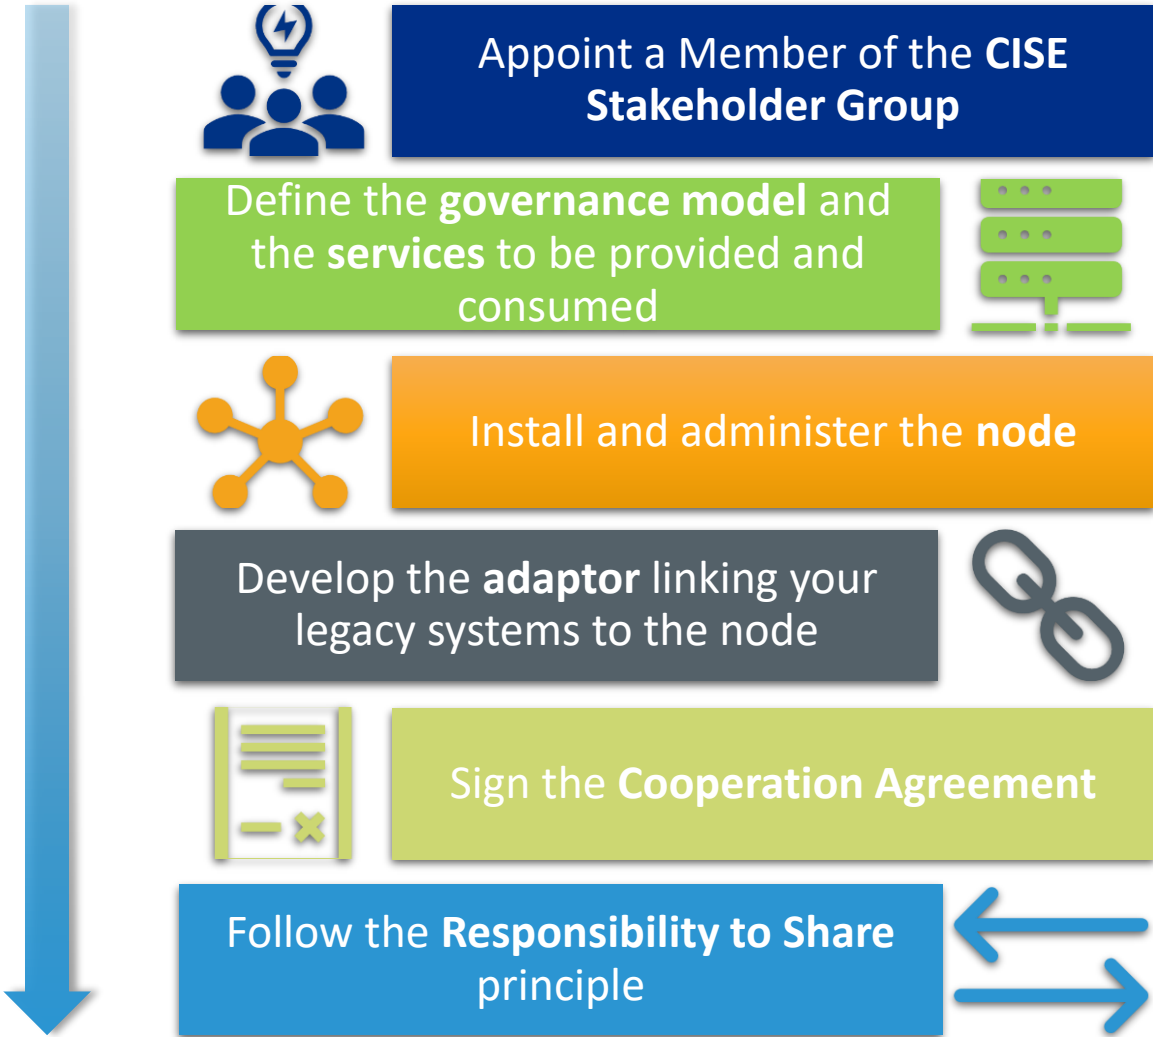 Appoint a Member of the CISE
Stakeholder Group
Define the governance model and
the services to be provided and
consumed
Install and administer the node
Develop the adaptor linking your
legacy systems to the node
Sign the Cooperation Agreement
Follow the Responsibility to Share
principle